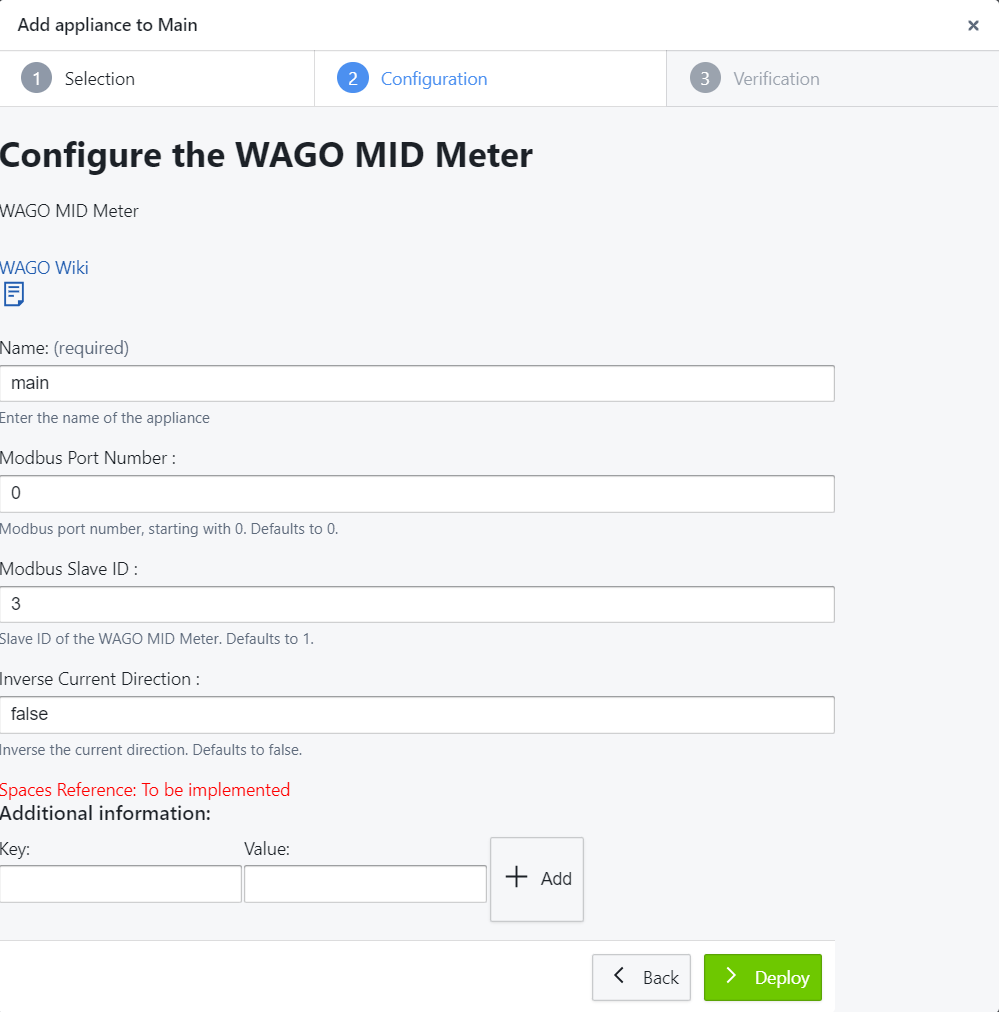 Add appliance to Main
×
1 Selection
2 Configuration
3 Verification
Configure the WAGO MID Meter
WAGO MID Meter
WAGO Wiki
Name: (required)
main
Enter the name of the appliance
Modbus Port Number :
0
Modbus port number, starting with 0. Defaults to 0.
Modbus Slave ID :
3
Slave ID of the WAGO MID Meter. Defaults to 1.
Inverse Current Direction :
false
Inverse the current direction. Defaults to false.
Spaces Reference: To be implemented
Additional information:
Key: Value:
Add
Back Deploy